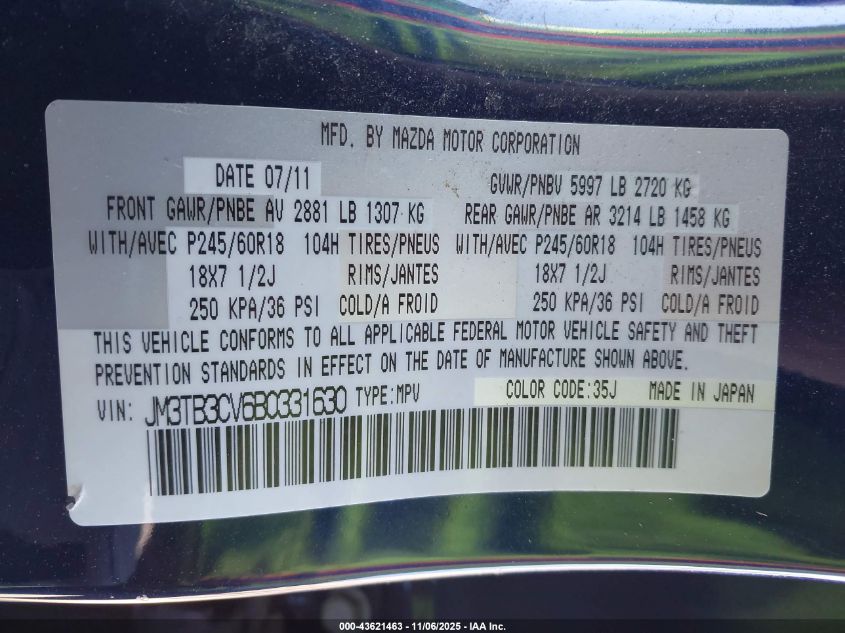 MFD. BY MAZDA MOTOR CORPORATION
DATE 07/11 GVWR/PNBV 5997 LB 2720 KG
FRONT GAWR/PNBE AV 2881 LB 1307 KG REAR GAWR/PNBE AR 3214 LB 1458 KG
WITH/AVEC P245/60R18 104H TIRES/PNEUS WITH/AVEC P245/60R18 104H TIRES/PNEUS
18X7 1/2J RIMS/JANTES 18X7 1/2J RIMS/JANTES
250 KPA/36 PSI COLD/A FROID 250 KPA/36 PSI COLD/A FROID
THIS VEHICLE CONFORMS TO ALL APPLICABLE FEDERAL MOTOR VEHICLE SAFETY AND THEFT
PREVENTION STANDARDS IN EFFECT ON THE DATE OF MANUFACTURE SHOWN ABOVE.
VIN: JM3TB3CV6B0331630 TYPE:MPV COLOR CODE:35J MADE IN JAPAN
000-43621463 - 11/06/2025 - IAA Inc.